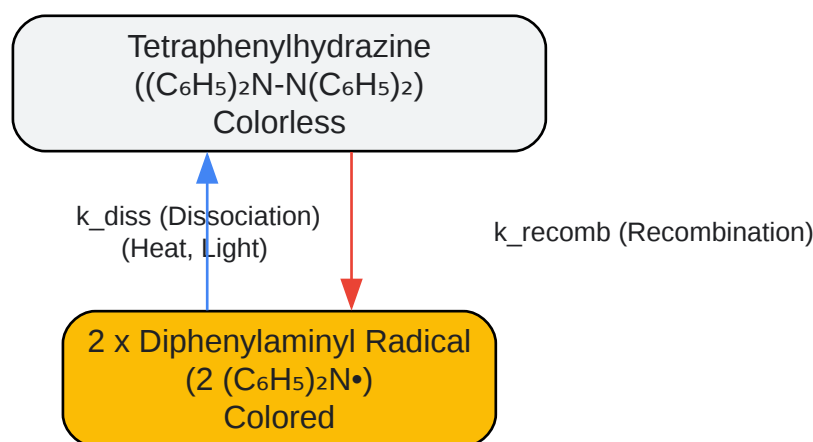 Tetraphenylhydrazine
((C₆H₅)₂N-N(C₆H₅)₂)
Colorless
k_diss (Dissociation)
(Heat, Light)
k_recomb (Recombination)
2 x Diphenylaminyl Radical
(2 (C₆H₅)₂N•)
Colored